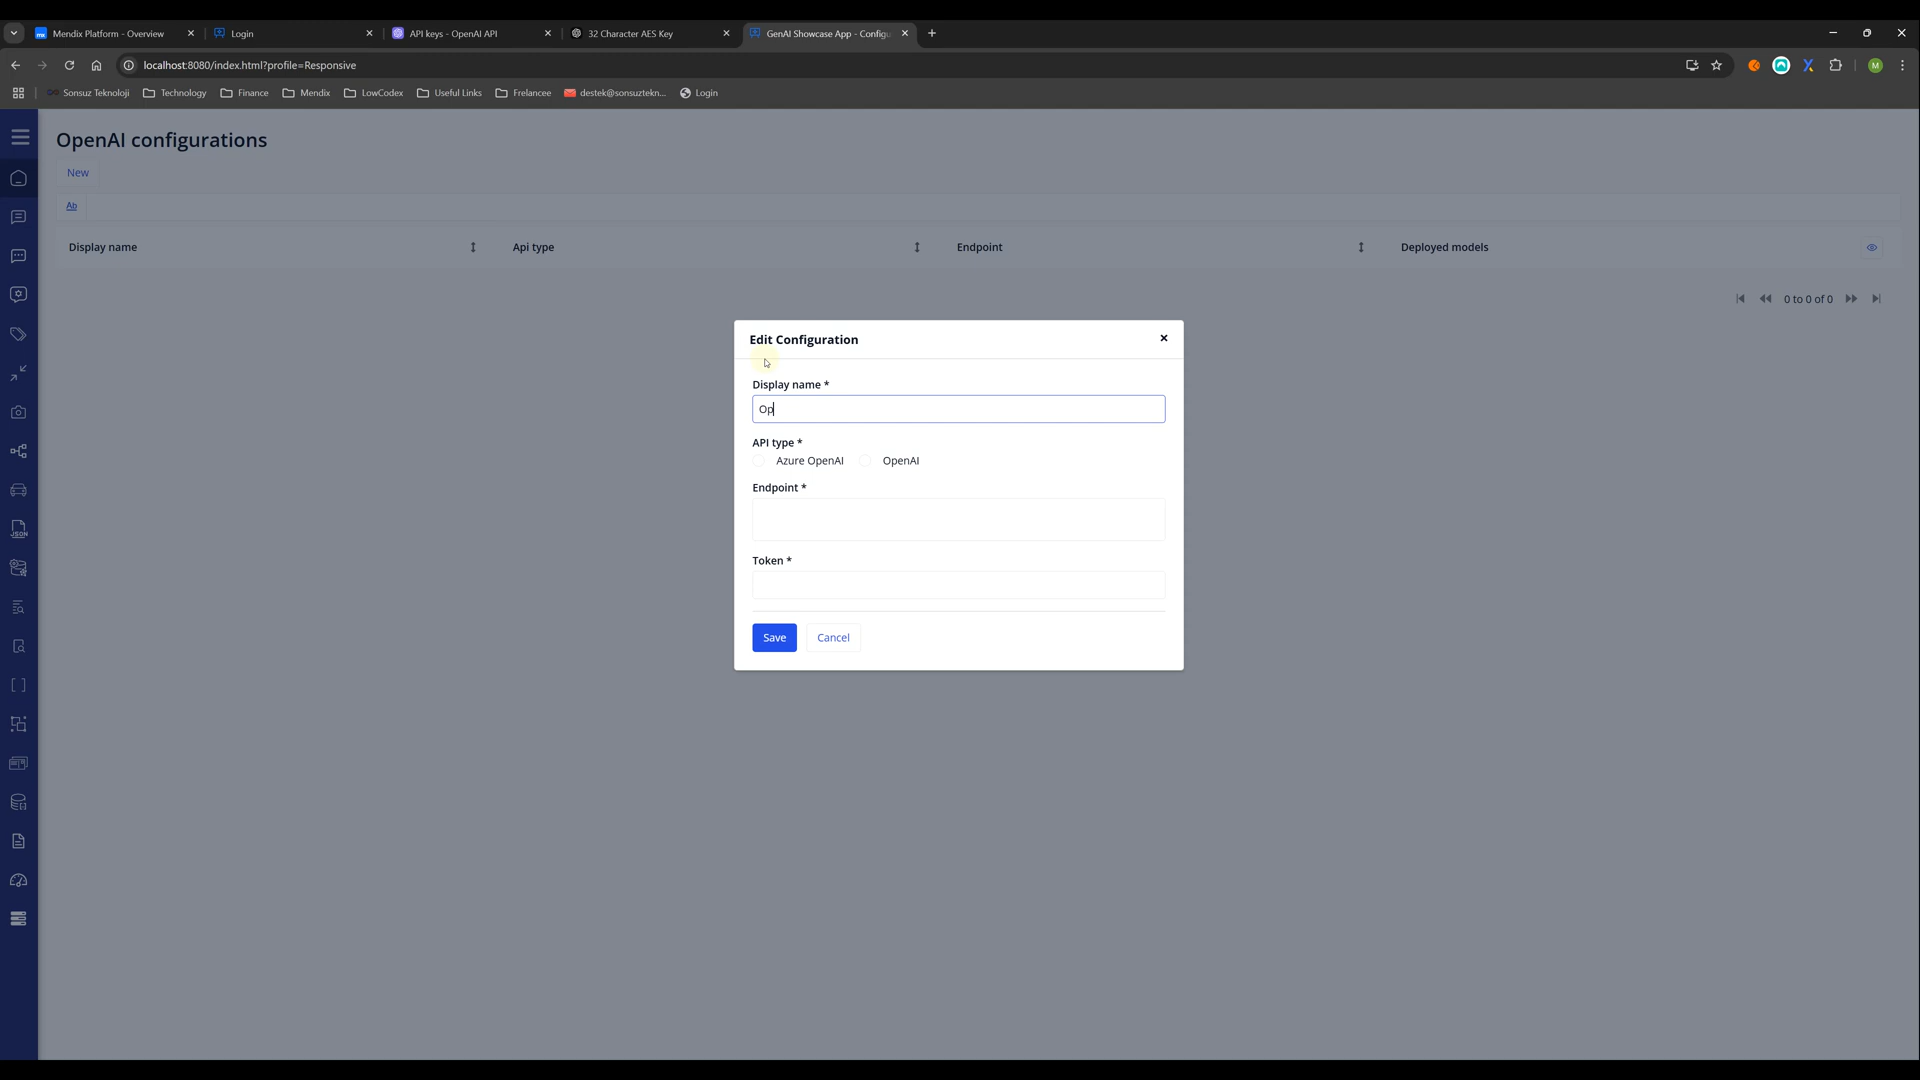 Mendix Platform - Overview
Login
API keys - OpenAI API
32 Character AES Key
GenAI Showcase App - Configu
localhost:8080/index.html?profile=Responsive
M
Sonsuz Teknoloji
Technology
Finance
Mendix
LowCodex
Useful Links
Frelancee
destek@sonsuztekn...
Login
OpenAI configurations
New
Ab
Display name
Api type
Endpoint
Deployed models
0 to 0 of 0
Edit Configuration
Display name *
Op
API type *
Azure OpenAI
OpenAI
Endpoint *
Token *
Save
Cancel
JSON